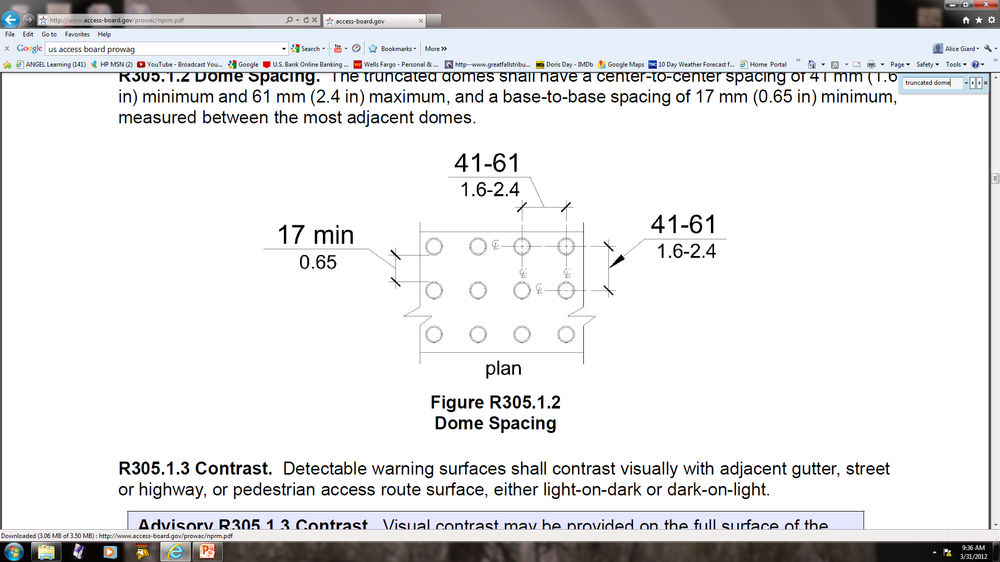 http://www.access-board.gov/prowac/nprm.pdf
access-board.gov
File Edit Go to Favorites Help
x Google us access board prowag Search Bookmarks More >> Alice Giard
ANGEL Learning (141) HP MSN (2) YouTube - Broadcast You... Google U.S. Bank Online Banking ... Wells Fargo - Personal & ... http--www.greatfallstribu... Doris Day - IMDb Google Maps 10 Day Weather Forecast f... Home Portal Page Safety Tools
truncated dome
R305.1.2 Dome Spacing. The truncated domes shall have a center-to-center spacing of 41 mm (1.6
in) minimum and 61 mm (2.4 in) maximum, and a base-to-base spacing of 17 mm (0.65 in) minimum,
measured between the most adjacent domes.
41-61
1.6-2.4
41-61
1.6-2.4
17 min
0.65
plan
Figure R305.1.2
Dome Spacing
R305.1.3 Contrast. Detectable warning surfaces shall contrast visually with adjacent gutter, street
or highway, or pedestrian access route surface, either light-on-dark or dark-on-light.
Advisory R305.1.3 Contrast. Visual contrast may be provided on the full surface of the
Downloaded (3.06 MB of 3.50 MB) : http://www.access-board.gov/prowac/nprm.pdf
9:36 AM
3/31/2012